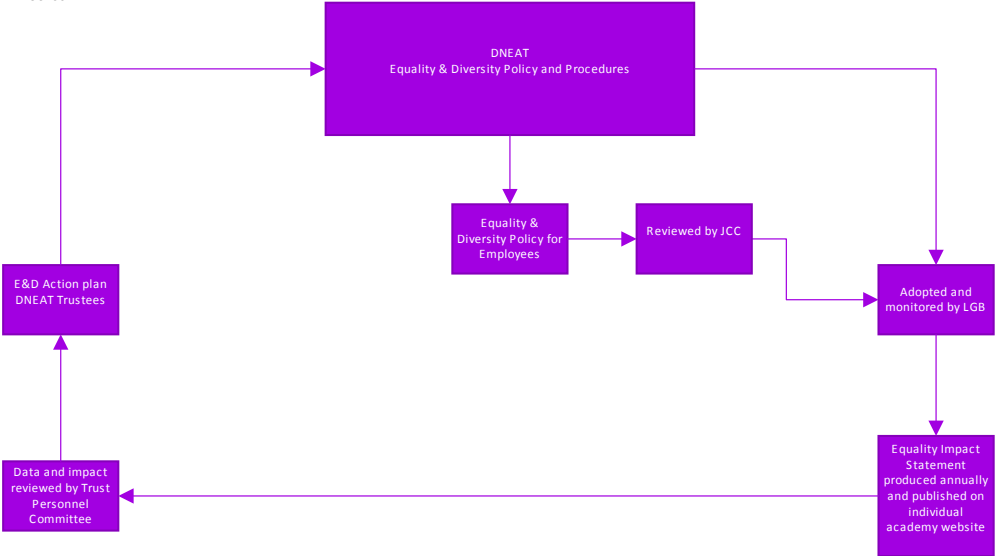 DNEAT
Equality & Diversity Policy and Procedures
Equality &
Diversity Policy for
Employees
Reviewed by JCC
E&D Action plan
DNEAT Trustees
Adopted and
monitored by LGB
Equality Impact
Statement
produced annually
and published on
individual
academy website
Data and impact
reviewed by Trust
Personnel
Committee